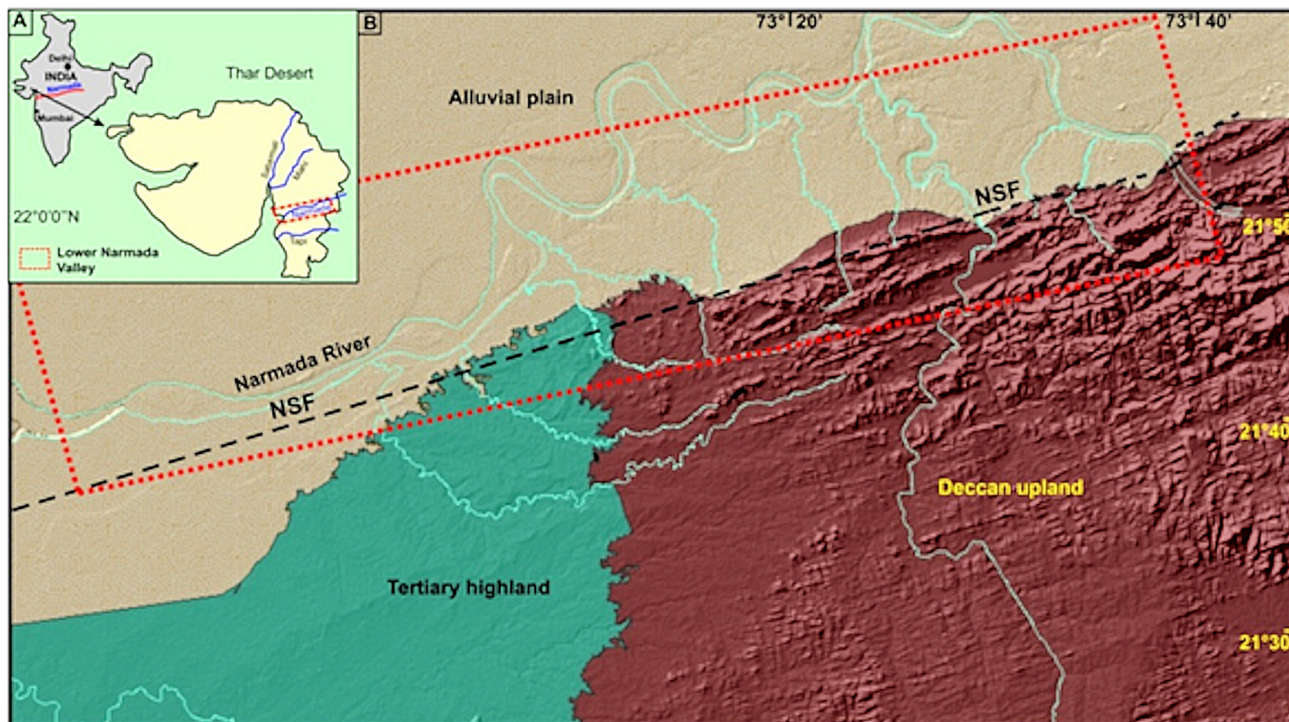 A
Delhi
INDIA
Narmada
Mumbai
Thar Desert
Sabarmati
Mahi
Tapi
22°0'0"N
Lower Narmada
Valley
B
73°20'
73°40'
Alluvial plain
NSF
21°50
Narmada River
NSF
21°40
Deccan upland
Tertiary highland
21°30